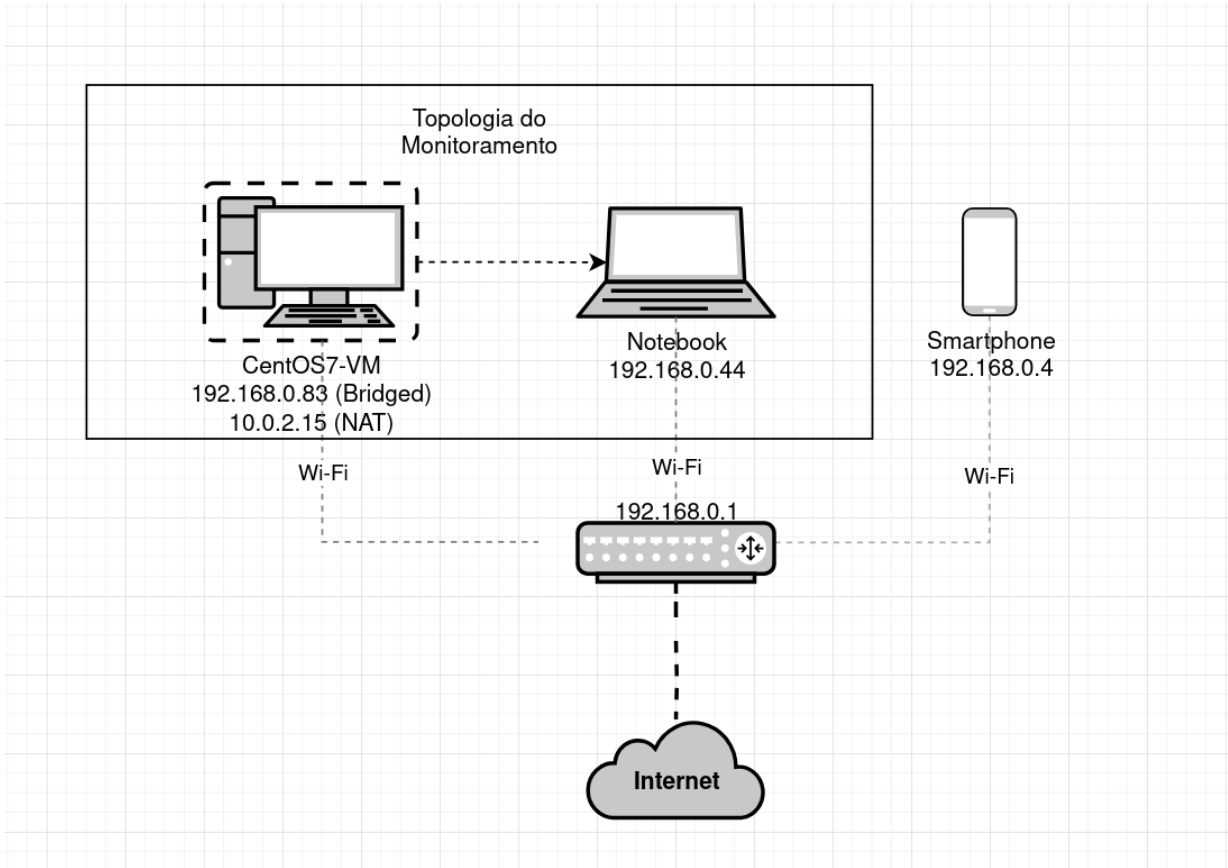 Topologia do
Monitoramento
CentOS7-VM
192.168.0.83 (Bridged)
10.0.2.15 (NAT)
Notebook
192.168.0.44
Smartphone
192.168.0.4
Wi-Fi
Wi-Fi
Wi-Fi
192.168.0.1
Internet